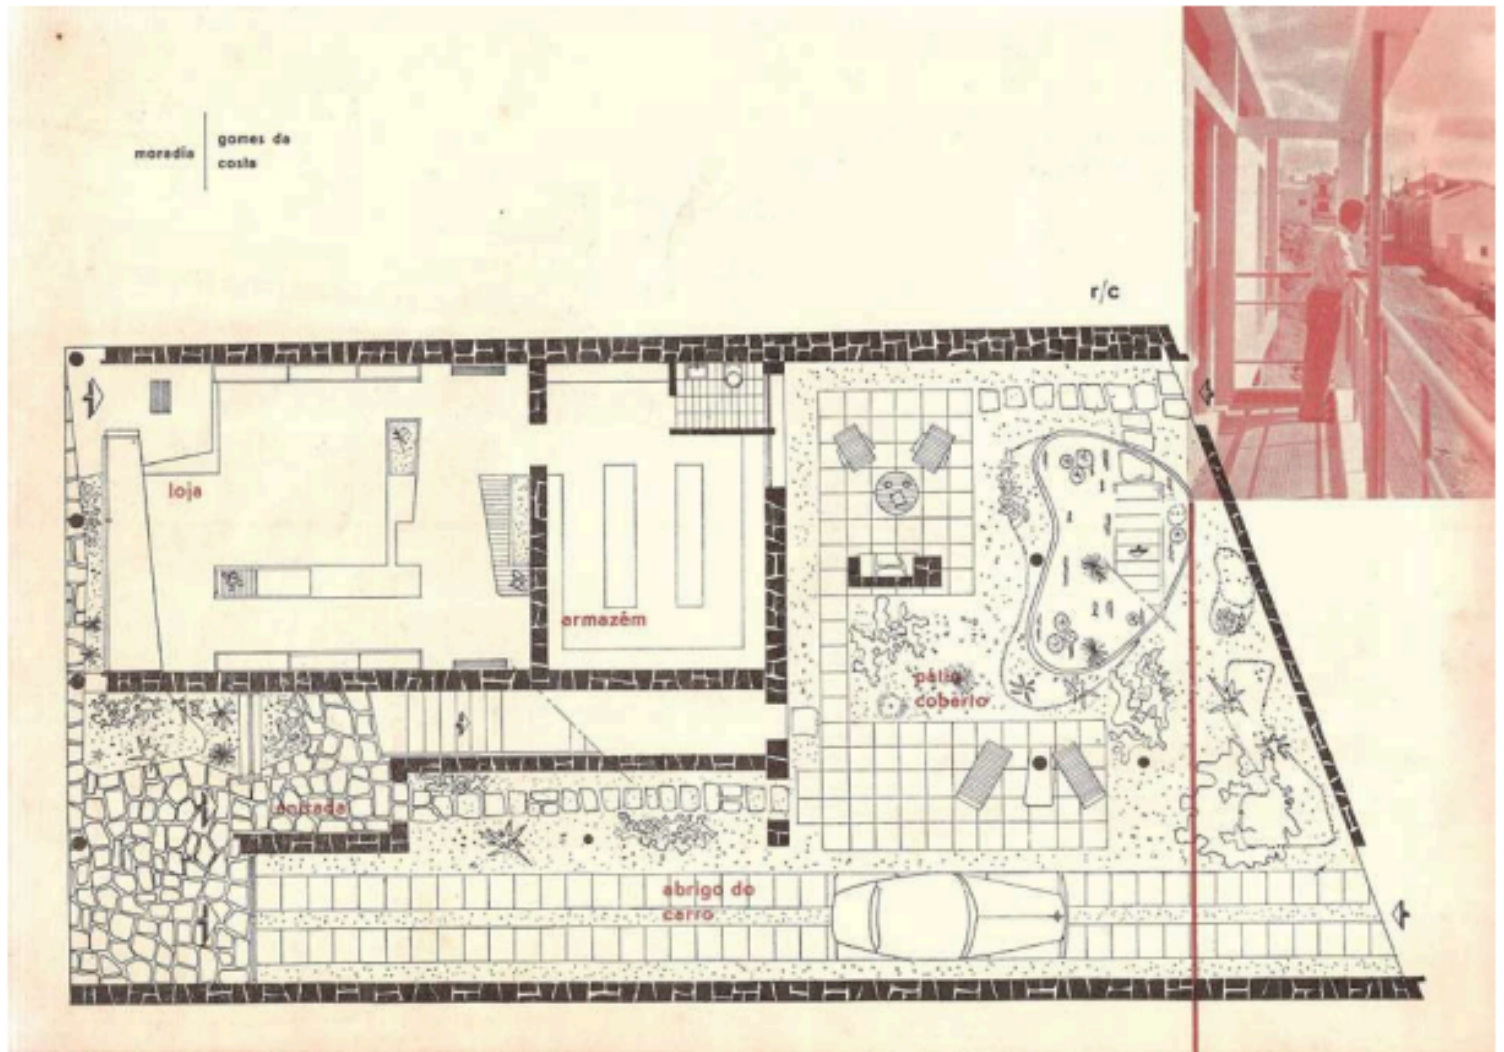 moradia
gomes da
costa
r/c
loja
armazém
pátio
coberto
entrada
abrigo do
carro